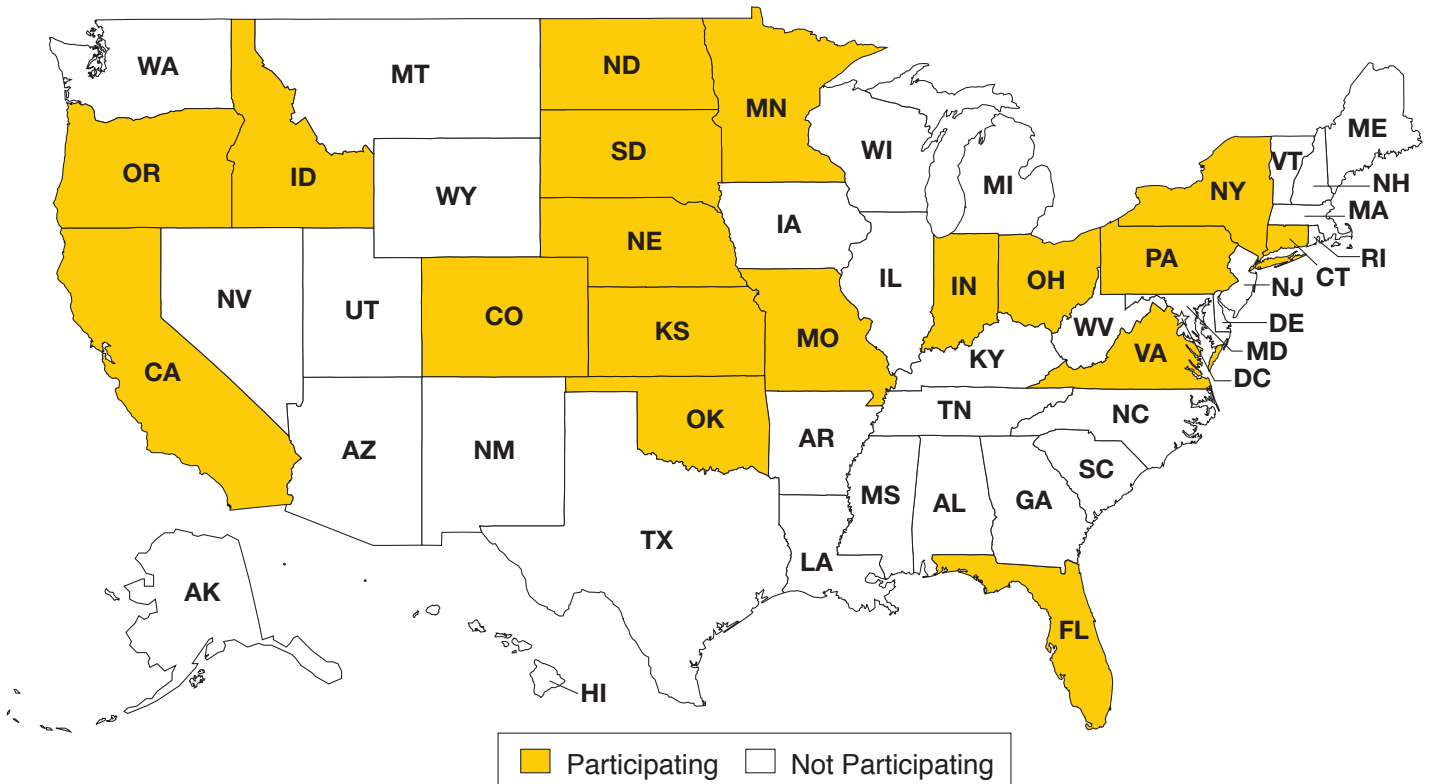 WA
MT
ND
MN
ME
OR
ID
SD
WI
VT
NH
WY
MI
NY
MA
IA
NE
RI
NV
UT
IL
IN
OH
PA
CT
NJ
CO
KS
MO
WV
DE
CA
KY
VA
MD
DC
AZ
NM
OK
AR
TN
NC
SC
MS
AL
GA
TX
LA
AK
FL
HI
Participating
Not Participating